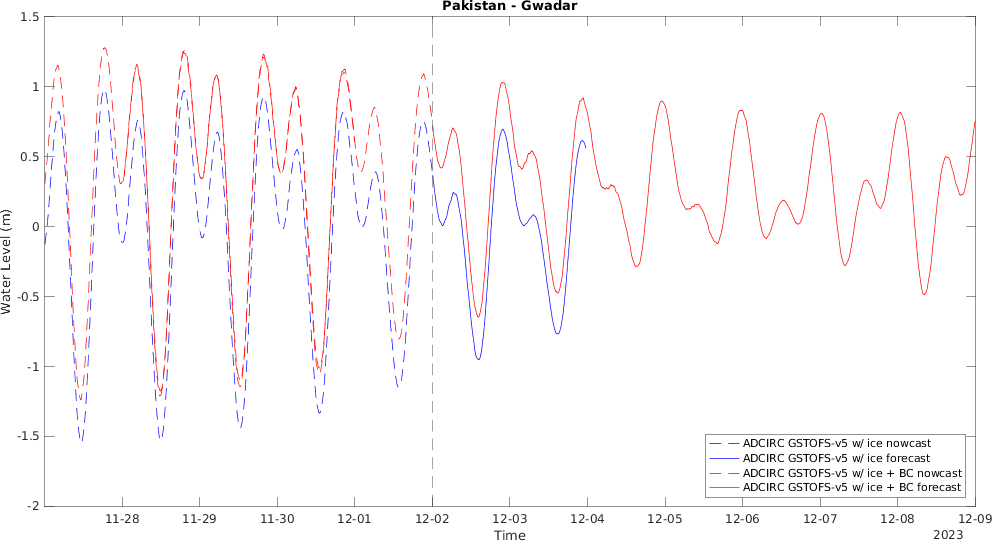 Pakistan - Gwadar
1.5
1
0.5
0
-0.5
-1
-1.5
-2
Water Level (m)
ADCIRC GSTOFS-v5 w/ ice nowcast
ADCIRC GSTOFS-v5 w/ ice forecast
ADCIRC GSTOFS-v5 w/ ice + BC nowcast
ADCIRC GSTOFS-v5 w/ ice + BC forecast
11-28 11-29 11-30 12-01 12-02 12-03 12-04 12-05 12-06 12-07 12-08 12-09
Time
2023